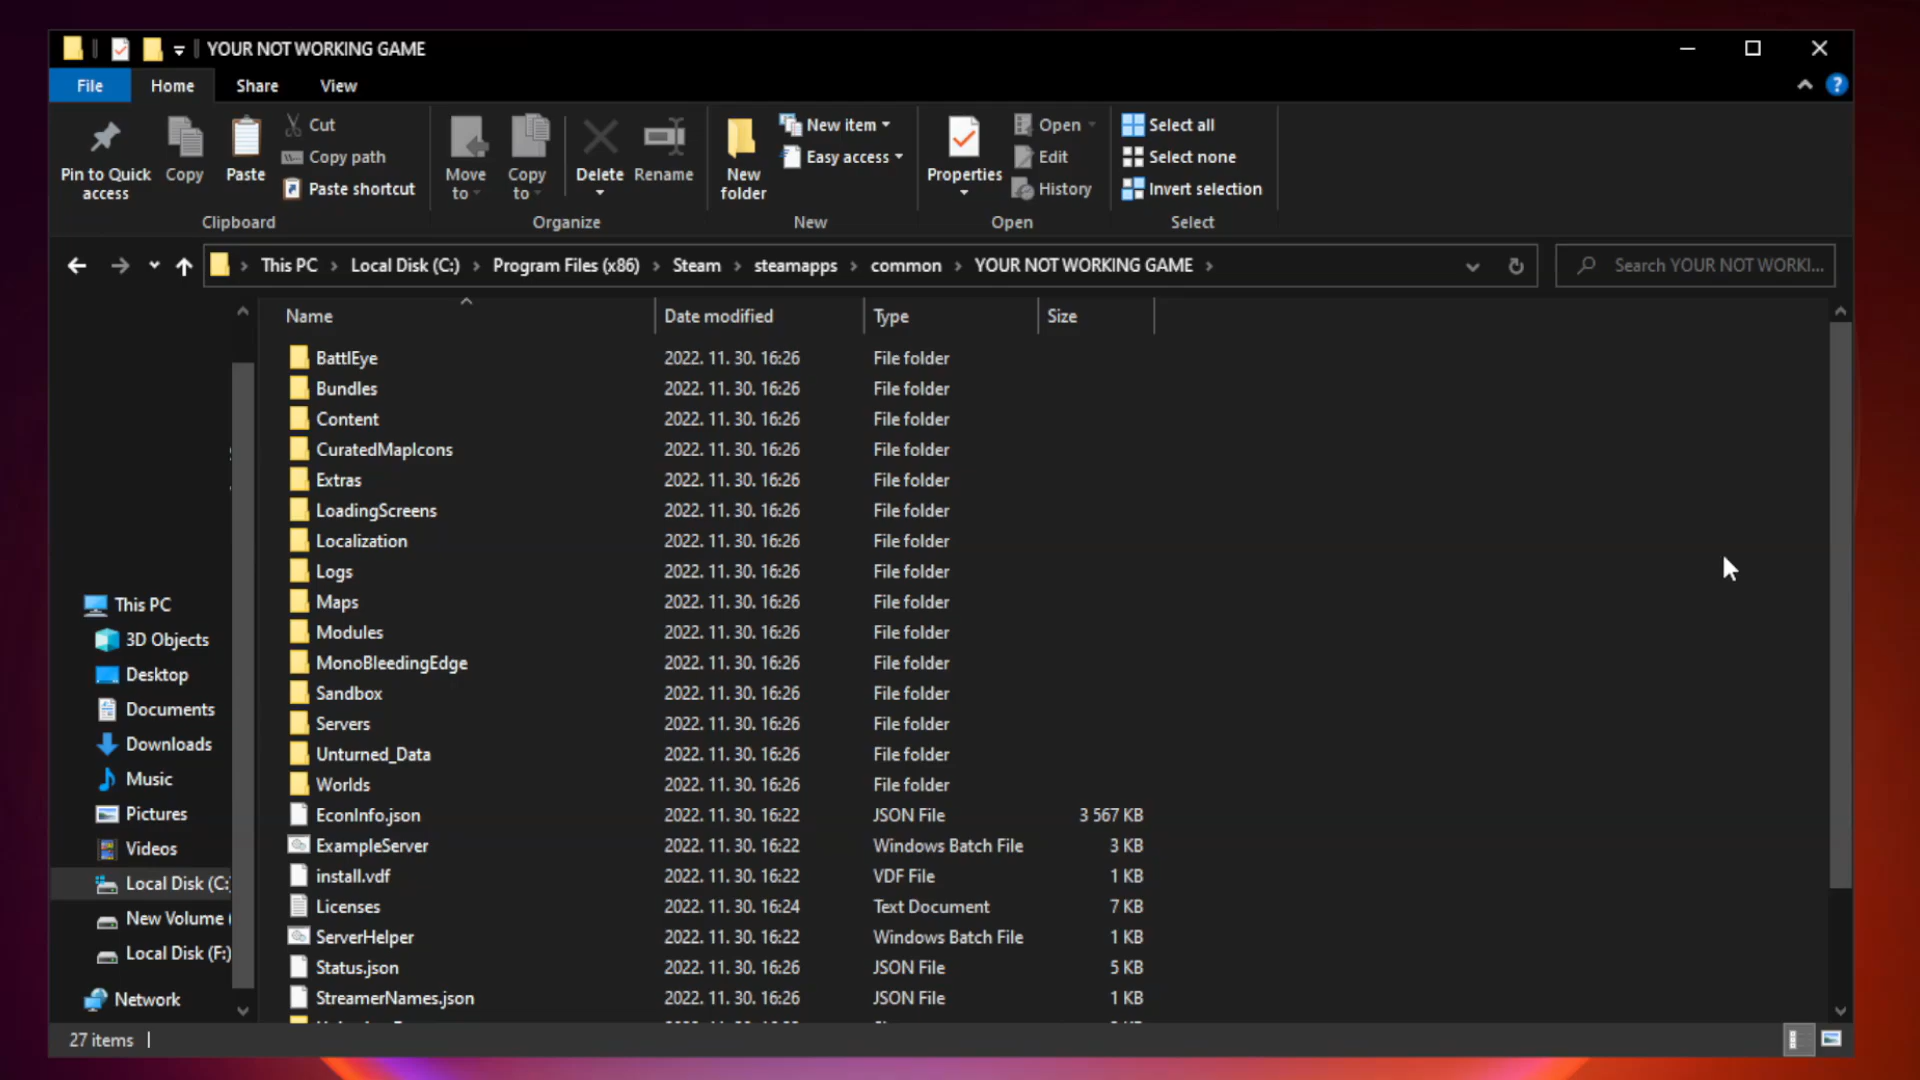 YOUR NOT WORKING GAME
File Home Share View
Pin to Quick access
Copy
Paste
Cut
Copy path
Paste shortcut
Move to
Copy to
Delete
Rename
New folder
New item
Easy access
Properties
Open
Edit
History
Select all
Select none
Invert selection
Clipboard Organize New Open Select
This PC Local Disk (C:) Program Files (x86) Steam steamapps common YOUR NOT WORKING GAME
Search YOUR NOT WORKI...
This PC
3D Objects
Desktop
Documents
Downloads
Music
Pictures
Videos
Local Disk (C:
New Volume (
Local Disk (F:)
Network
Name Date modified Type Size
BattlEye 2022. 11. 30. 16:26 File folder
Bundles 2022. 11. 30. 16:26 File folder
Content 2022. 11. 30. 16:26 File folder
CuratedMapIcons 2022. 11. 30. 16:26 File folder
Extras 2022. 11. 30. 16:26 File folder
LoadingScreens 2022. 11. 30. 16:26 File folder
Localization 2022. 11. 30. 16:26 File folder
Logs 2022. 11. 30. 16:26 File folder
Maps 2022. 11. 30. 16:26 File folder
Modules 2022. 11. 30. 16:26 File folder
MonoBleedingEdge 2022. 11. 30. 16:26 File folder
Sandbox 2022. 11. 30. 16:26 File folder
Servers 2022. 11. 30. 16:26 File folder
Unturned_Data 2022. 11. 30. 16:26 File folder
Worlds 2022. 11. 30. 16:26 File folder
EconInfo.json 2022. 11. 30. 16:22 JSON File 3 567 KB
ExampleServer 2022. 11. 30. 16:22 Windows Batch File 3 KB
install.vdf 2022. 11. 30. 16:22 VDF File 1 KB
Licenses 2022. 11. 30. 16:24 Text Document 7 KB
ServerHelper 2022. 11. 30. 16:22 Windows Batch File 1 KB
Status.json 2022. 11. 30. 16:26 JSON File 5 KB
StreamerNames.json 2022. 11. 30. 16:26 JSON File 1 KB
27 items